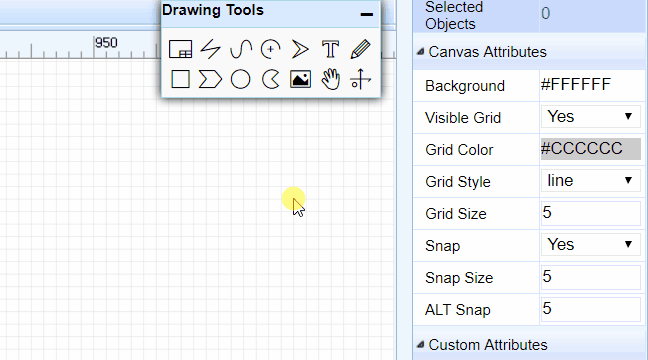 Drawing Tools
950
Selected
Objects
0
Canvas Attributes
Background #FFFFFF
Visible Grid Yes
Grid Color #CCCCCC
Grid Style line
Grid Size 5
Snap Yes
Snap Size 5
ALT Snap 5
Custom Attributes